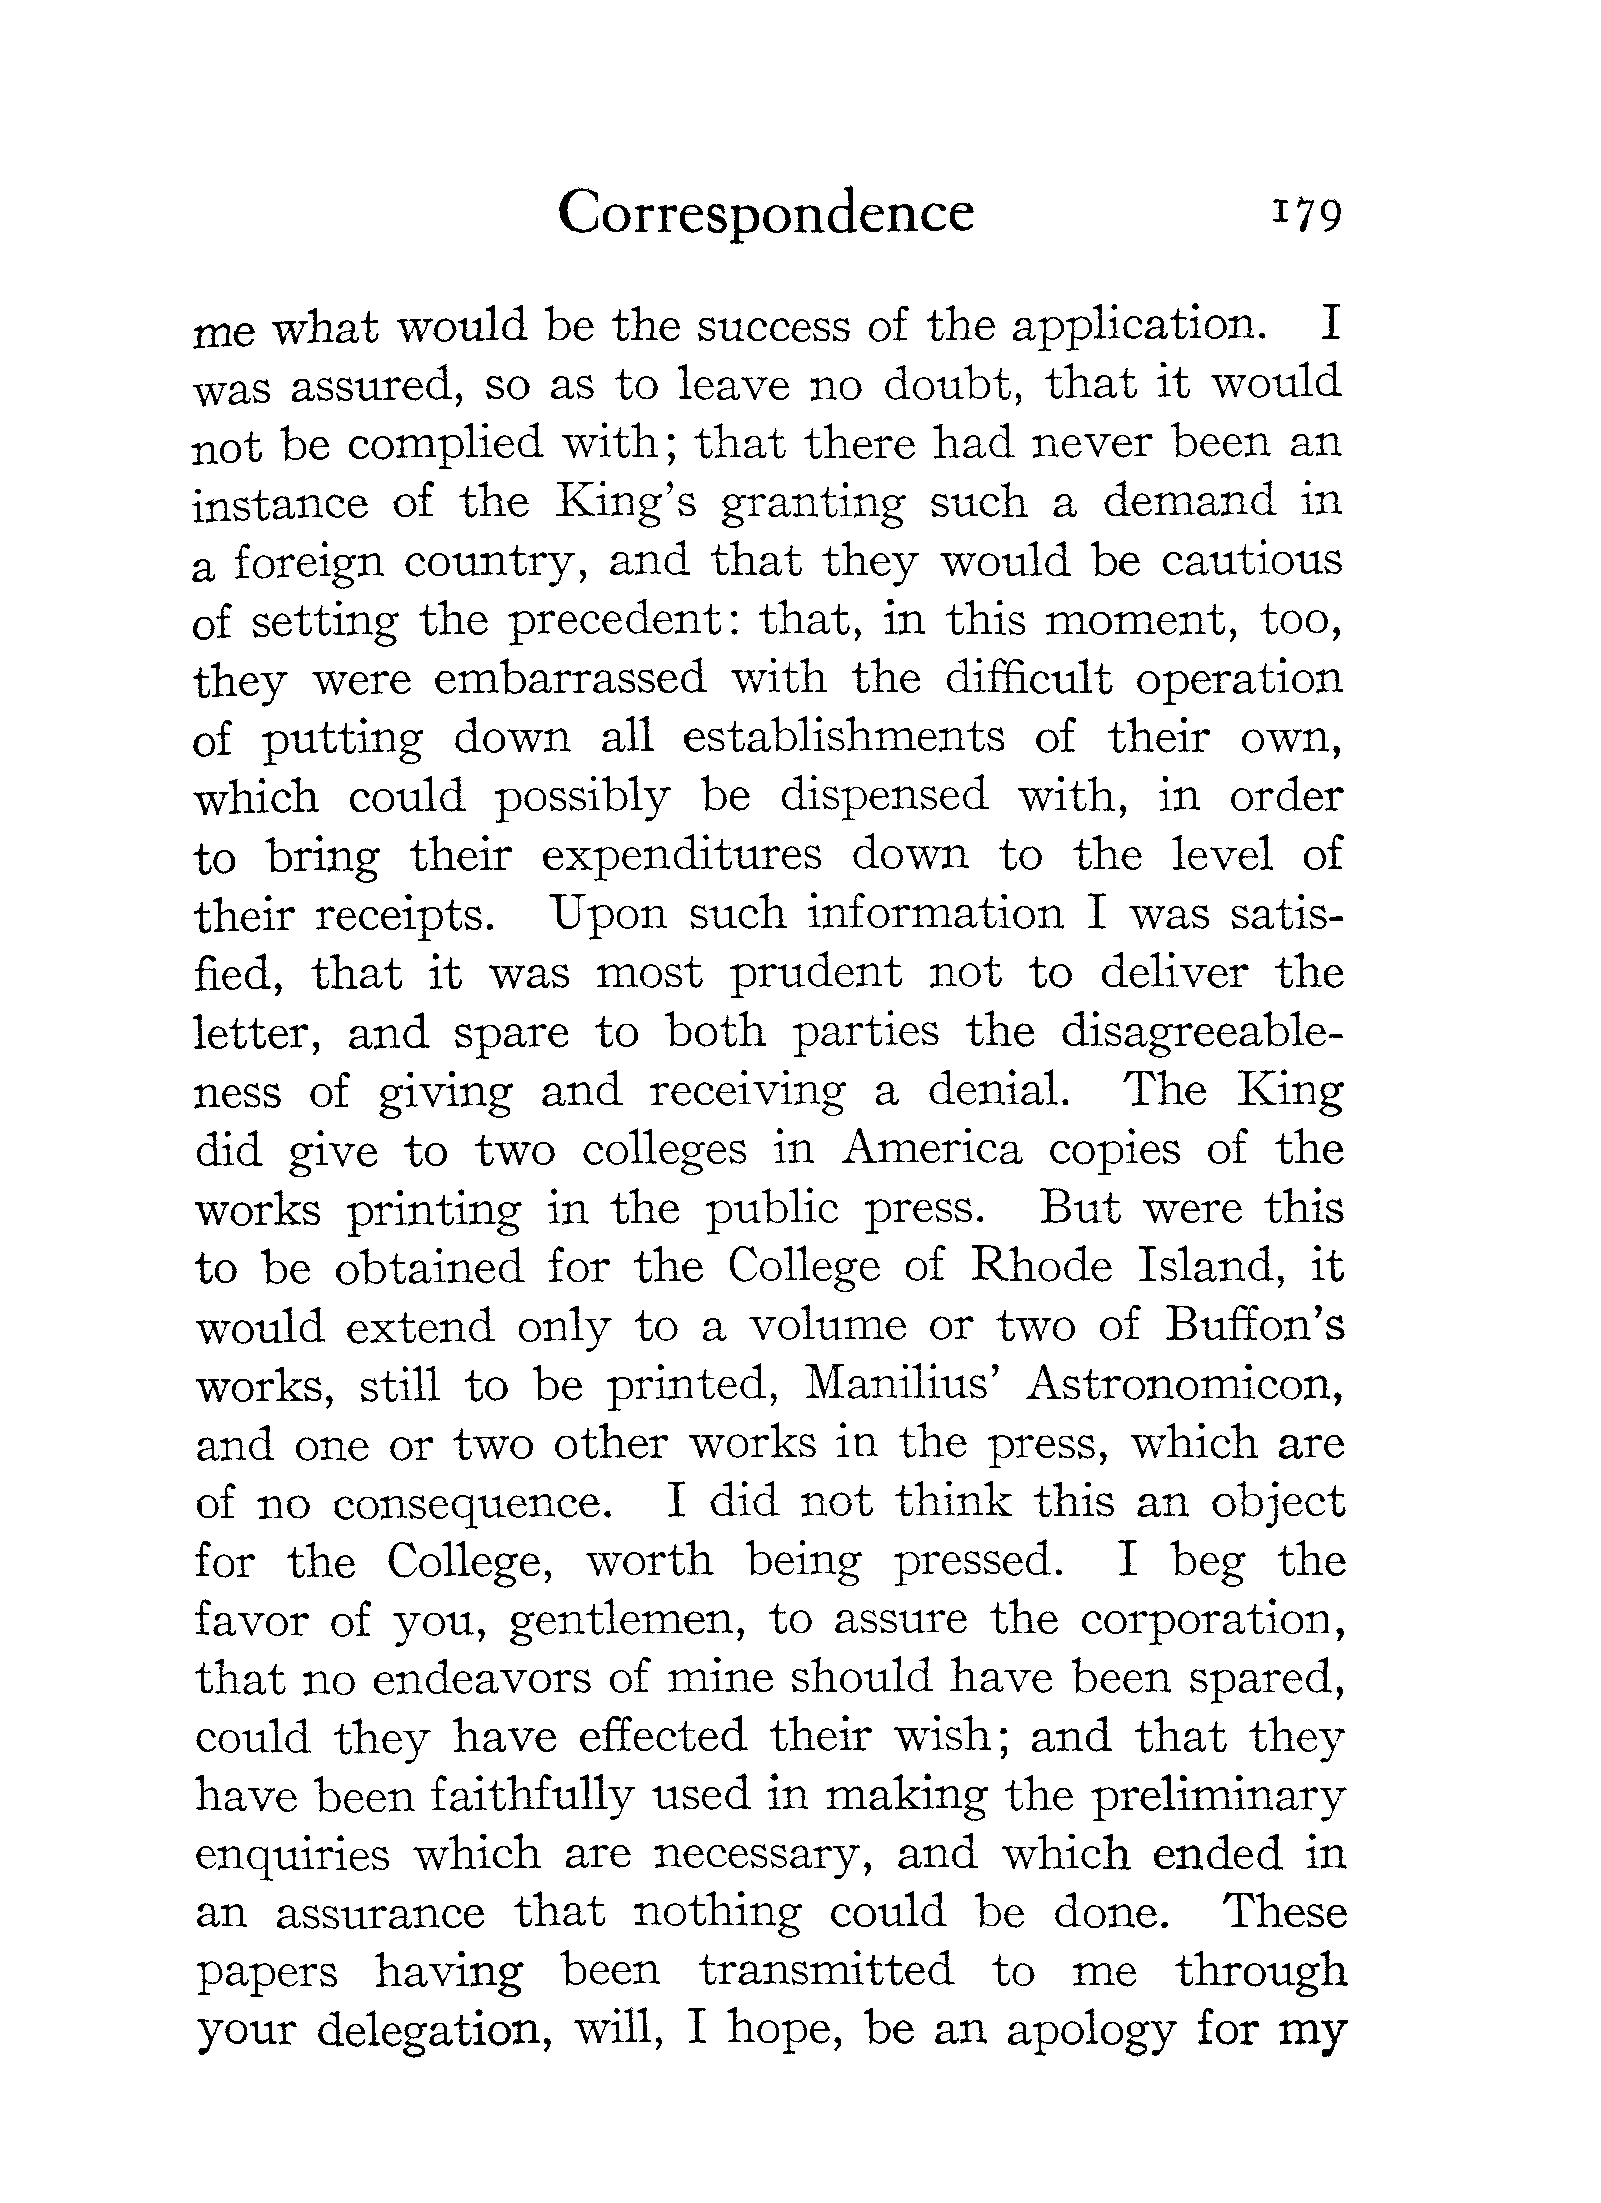 Correspondence 179
me what would be the success of the application. I
was assured, so as to leave no doubt, that it would
not be complied with; that there had never been an
instance of the King's granting such a demand in
a foreign country, and that they would be cautious
of setting the precedent: that, in this moment, too,
they were embarrassed with the difficult operation
of putting down all establishments of their own,
which could possibly be dispensed with, in order
to bring their expenditures down to the level of
their receipts. Upon such information I was satis-
fied, that it was most prudent not to deliver the
letter, and spare to both parties the disagreeable-
ness of giving and receiving a denial. The King
did give to two colleges in America copies of the
works printing in the public press. But were this
to be obtained for the College of Rhode Island, it
would extend only to a volume or two of Buffon's
works, still to be printed, Manilius' Astronomicon,
and one or two other works in the press, which are
of no consequence. I did not think this an object
for the College, worth being pressed. I beg the
favor of you, gentlemen, to assure the corporation,
that no endeavors of mine should have been spared,
could they have effected their wish; and that they
have been faithfully used in making the preliminary
enquiries which are necessary, and which ended in
an assurance that nothing could be done. These
papers having been transmitted to me through
your delegation, will, I hope, be an apology for my